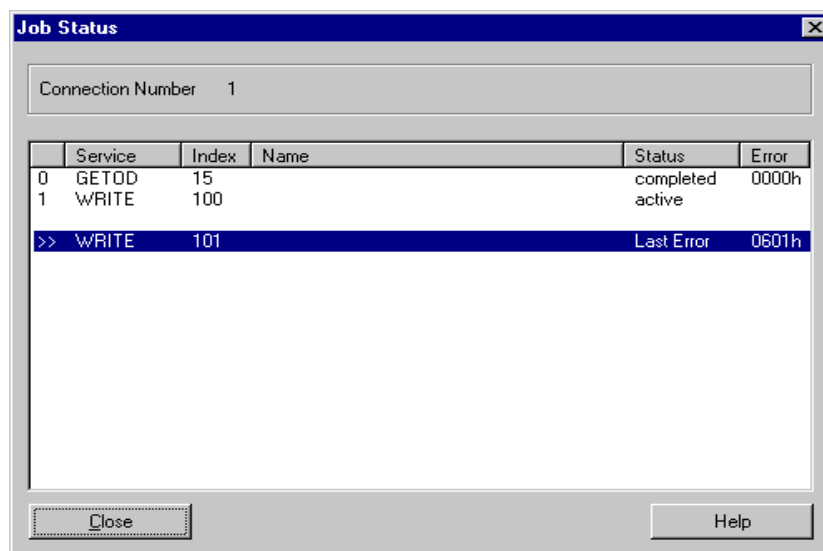 Job Status
Connection Number 1
Service Index Name Status Error
0 GETOD 15 completed 0000h
1 WRITE 100 active
>> WRITE 101 Last Error 0601h
Close Help